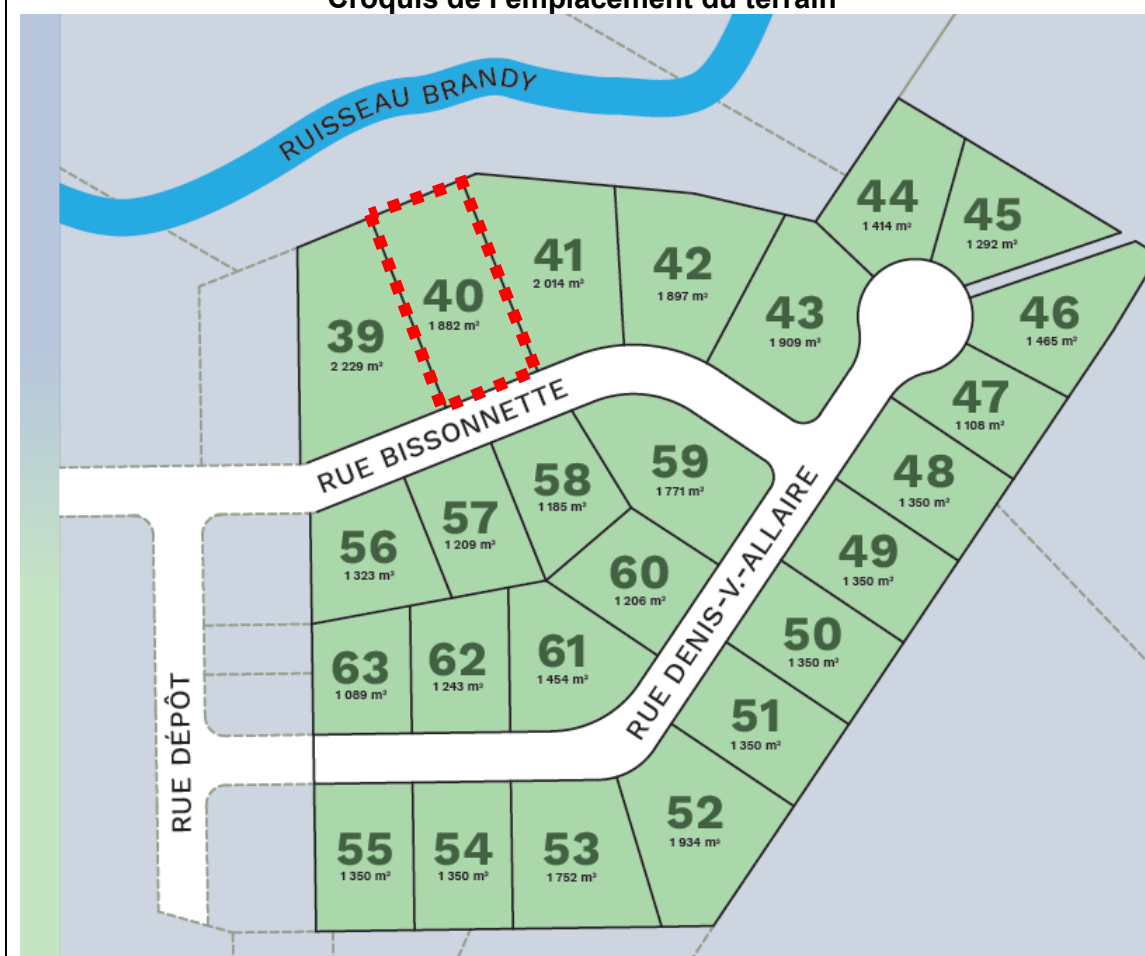 Croquis de l'emplacement du terrain
RUISSEAU BRANDY
44
1 414 m²
45
1 292 m²
41
2 014 m²
42
1 897 m²
40
1 882 m²
43
1 909 m²
46
1 465 m²
39
2 229 m²
47
1 108 m²
RUE BISSONNETTE
59
1 771 m²
48
1 350 m²
58
1 185 m²
57
1 209 m²
56
1 323 m²
49
1 350 m²
60
1 206 m²
RUE DENIS-V.-ALLAIRE
50
1 350 m²
61
1 454 m²
62
1 243 m²
63
1 089 m²
51
1 350 m²
RUE DÉPÔT
52
1 934 m²
55
1 350 m²
54
1 350 m²
53
1 752 m²